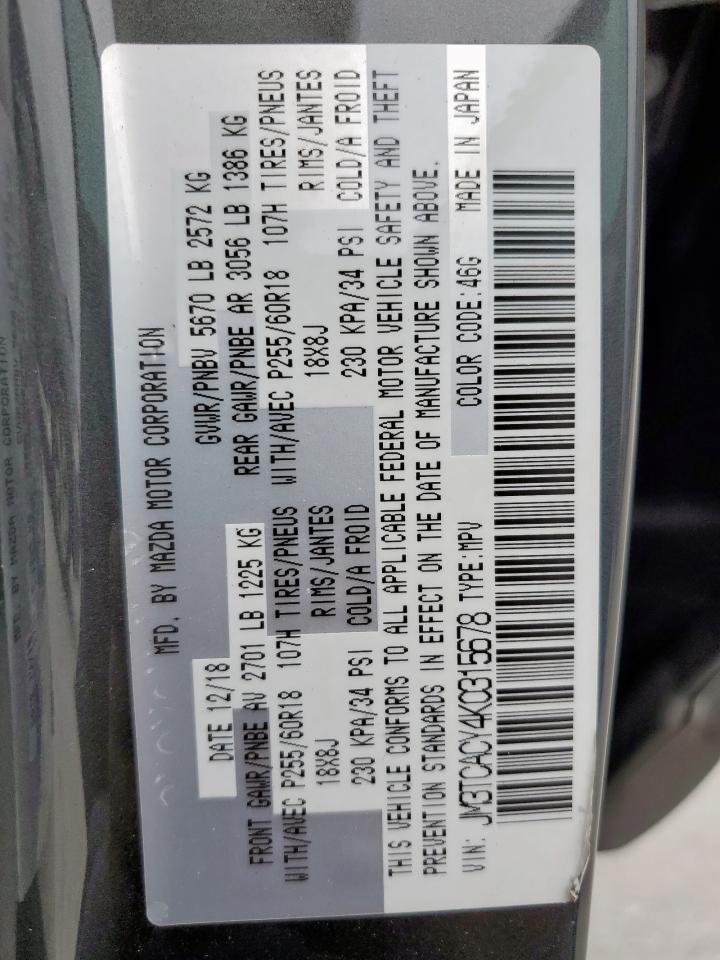 MFD. BY MAZDA MOTOR CORPORATION
DATE 12/18 GVWR/PNBV 5670 LB 2572 KG
FRONT GAWR/PNBE AV 2701 LB 1225 KG REAR GAWR/PNBE AR 3056 LB 1386 KG
WITH/AVEC P255/60R18 107H TIRES/PNEUS WITH/AVEC P255/60R18 107H TIRES/PNEUS
18X8J RIMS/JANTES 18X8J RIMS/JANTES
230 KPA/34 PSI COLD/A FROID 230 KPA/34 PSI COLD/A FROID
THIS VEHICLE CONFORMS TO ALL APPLICABLE FEDERAL MOTOR VEHICLE SAFETY AND THEFT
PREVENTION STANDARDS IN EFFECT ON THE DATE OF MANUFACTURE SHOWN ABOVE.
VIN: JM3TCACY4K0315678 TYPE:MPV COLOR CODE:46G MADE IN JAPAN